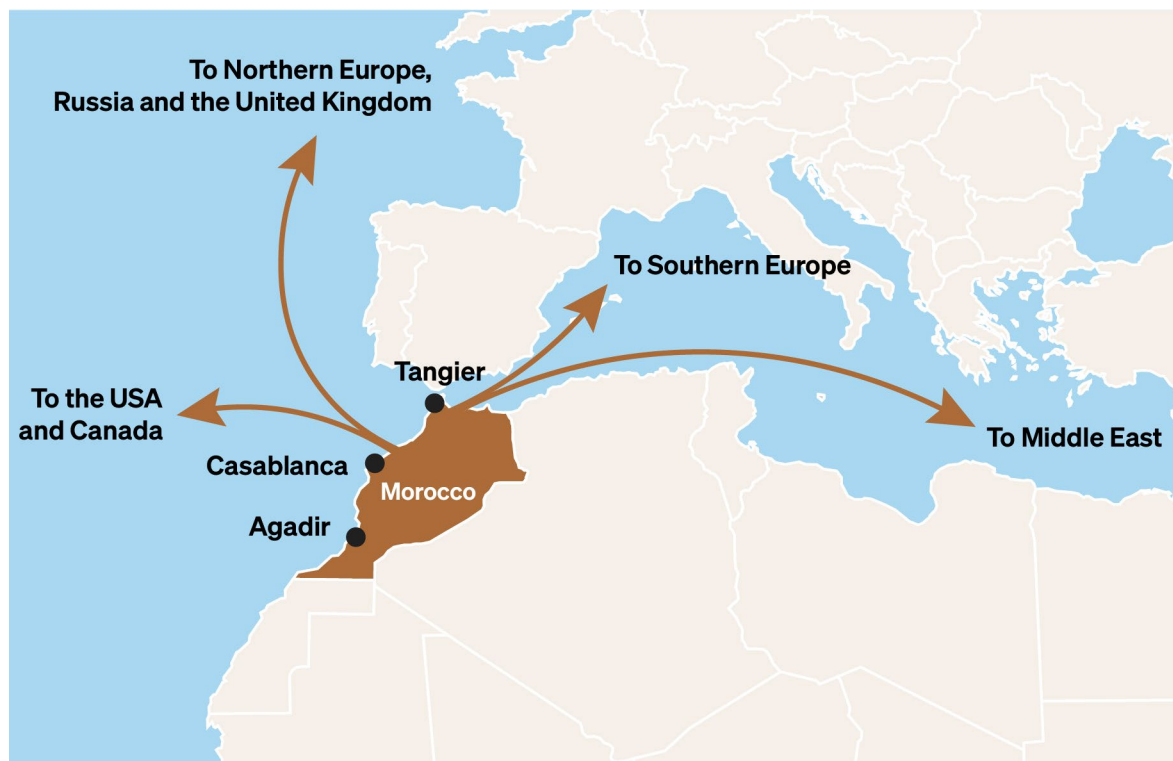 To Northern Europe,
Russia and the United Kingdom
To Southern Europe
Tangier
To the USA
and Canada
To Middle East
Casablanca
Morocco
Agadir